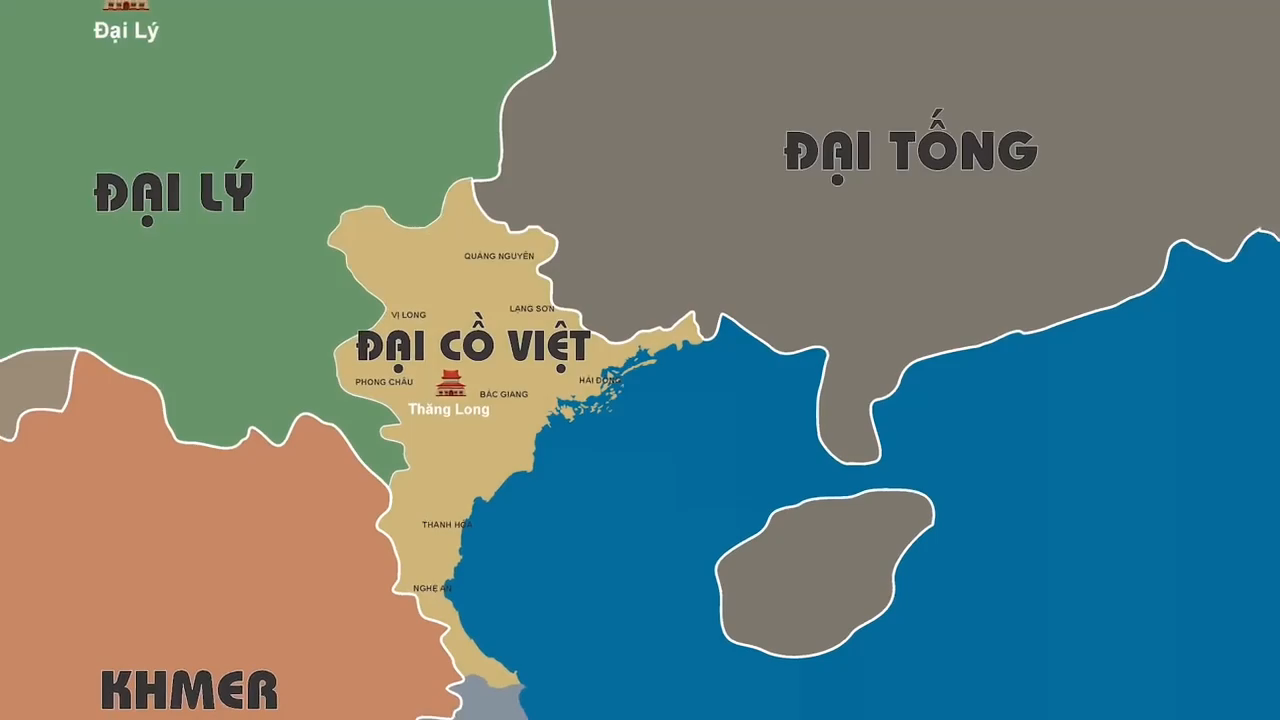 Đại Lý
ĐẠI TỐNG
ĐẠI LÝ
QUẢNG NGUYÊN
LẠNG SƠN
VỊ LONG
ĐẠI CỒ VIỆT
PHONG CHÂU
HẢI ĐÔNG
BẮC GIANG
Thăng Long
THANH HÓA
NGHỆ AN
KHMER